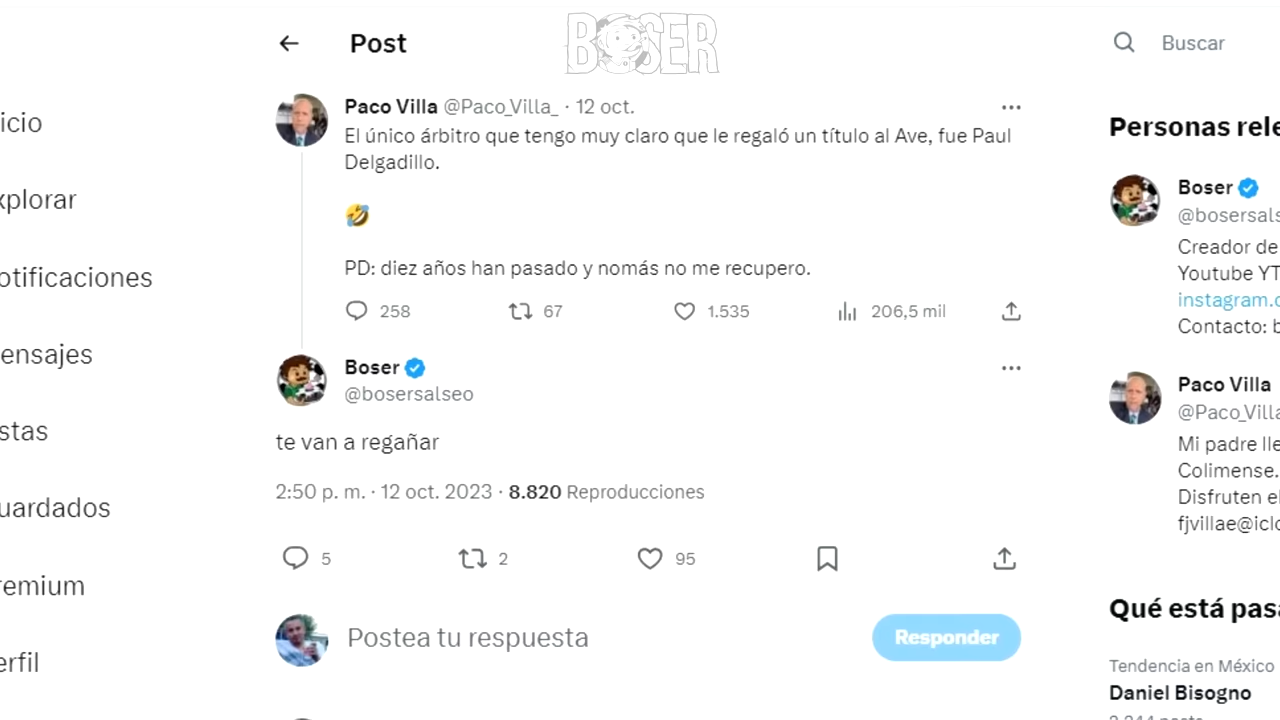 BOSER
Post
Buscar
Paco Villa @Paco_Villa_ · 12 oct.
El único árbitro que tengo muy claro que le regaló un título al Ave, fue Paul
Delgadillo.
🤣
PD: diez años han pasado y nomás no me recupero.
258 67 1.535 206,5 mil
Boser
@bosersalseo
te van a regañar
2:50 p. m. · 12 oct. 2023 · 8.820 Reproducciones
5 2 95
Postea tu respuesta
Responder
icio
xplorar
otificaciones
ensajes
stas
uardados
remium
erfil
Personas rele
Boser
@bosersals
Creador de
Youtube YT
instagram.c
Contacto: b
Paco Villa
@Paco_Villa
Mi padre lle
Colimense.
Disfruten el
fjvillae@iclo
Qué está pasa
Tendencia en México
Daniel Bisogno